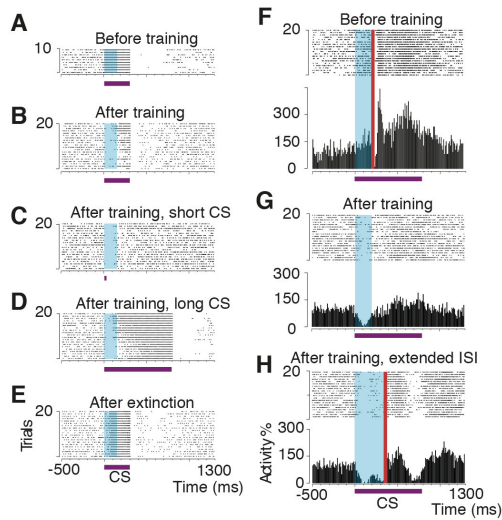 A
Before training
10
B
After training
20
C
After training, short CS
20
D
After training, long CS
20
E
After extinction
20
Trials
-500
1300
CS
Time (ms)
F
Before training
20
300
150
0
G
After training
20
300
150
0
H
After training, extended ISI
20
300
150
0
Activity%
-500
1300
CS
Time (ms)